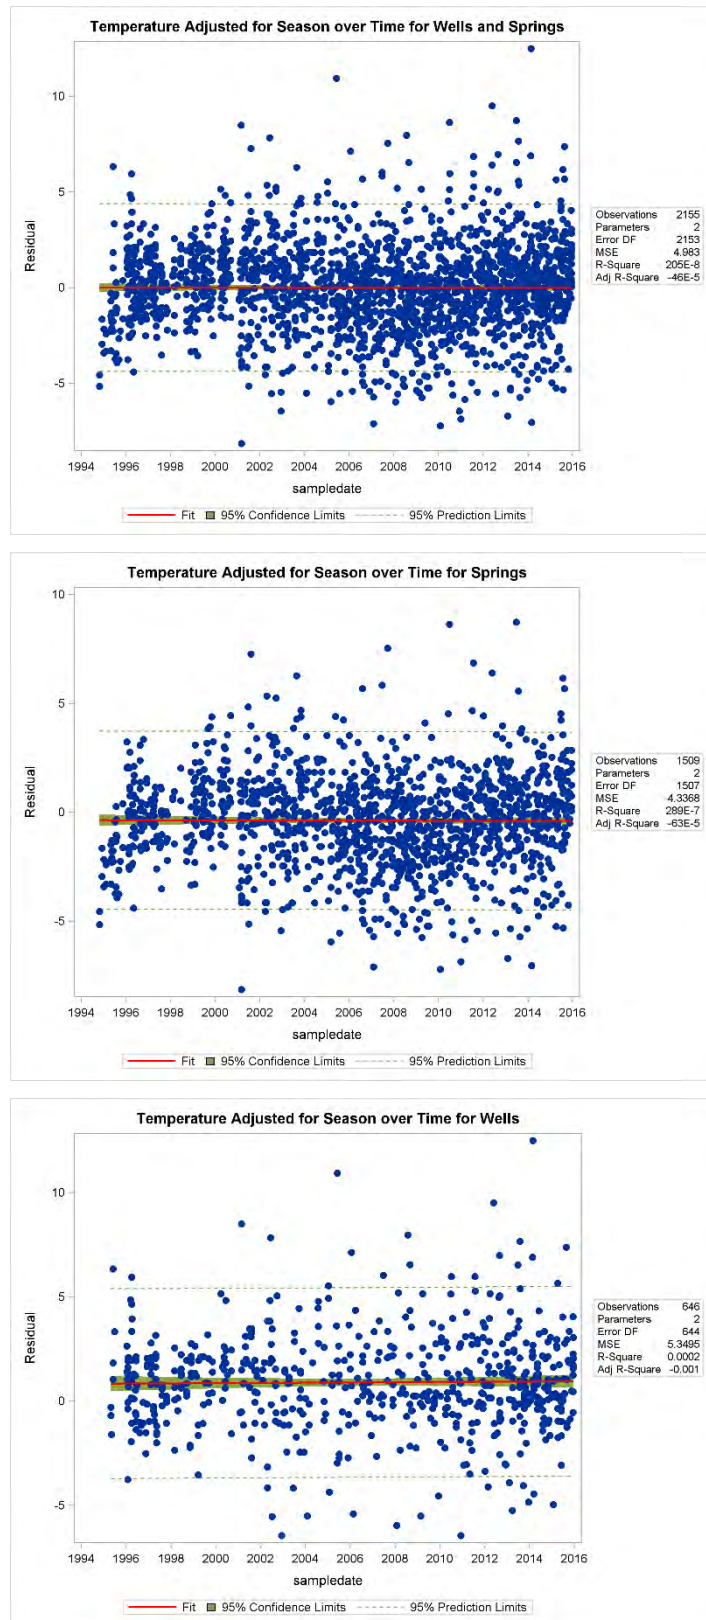 Temperature Adjusted for Season over Time for Wells and Springs
10
5
0
-5
Residual
Observations 2155
Parameters 2
Error DF 2153
MSE 4.983
R-Square 205E-8
Adj R-Square -46E-5
1994 1996 1998 2000 2002 2004 2006 2008 2010 2012 2014 2016
sampledate
Fit 95% Confidence Limits 95% Prediction Limits
Temperature Adjusted for Season over Time for Springs
10
5
0
-5
Residual
Observations 1509
Parameters 2
Error DF 1507
MSE 4.3368
R-Square 289E-7
Adj R-Square -63E-5
1994 1996 1998 2000 2002 2004 2006 2008 2010 2012 2014 2016
sampledate
Fit 95% Confidence Limits 95% Prediction Limits
Temperature Adjusted for Season over Time for Wells
10
5
0
-5
Residual
Observations 646
Parameters 2
Error DF 644
MSE 5.3495
R-Square 0.0002
Adj R-Square -0.001
1994 1996 1998 2000 2002 2004 2006 2008 2010 2012 2014 2016
sampledate
Fit 95% Confidence Limits 95% Prediction Limits